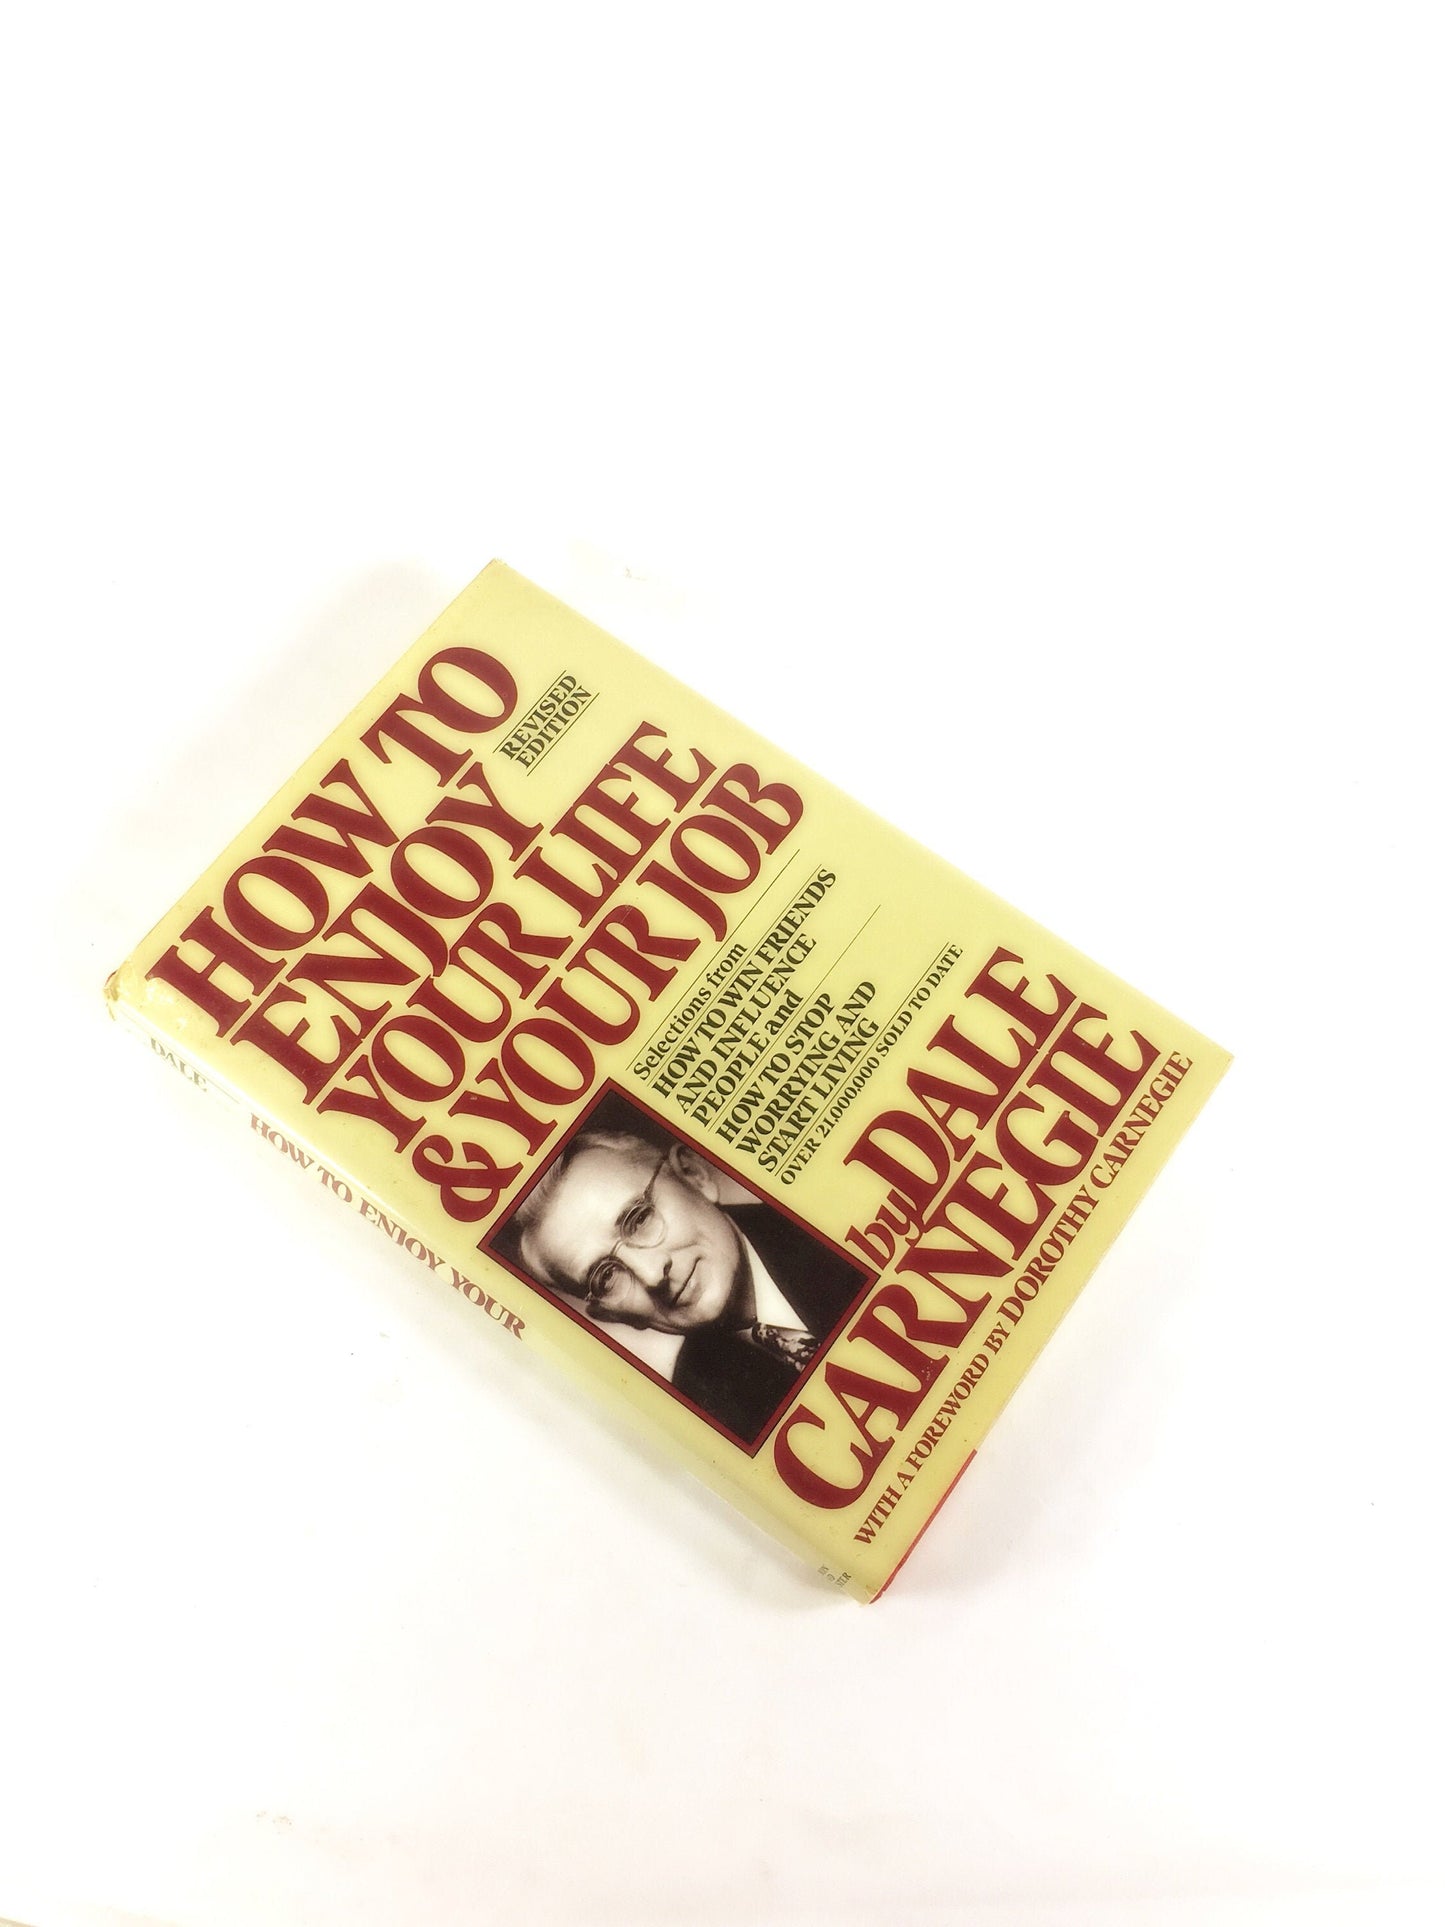 HOW TO
ENJOY
REVISED
EDITION
YOUR LIFE
& YOUR JOB
Selections from
HOW TO WIN FRIENDS
AND INFLUENCE
PEOPLE and
HOW TO STOP
WORRYING AND
START LIVING
OVER 21,000,000 SOLD TO DATE
by DALE
CARNEGIE
WITH A FOREWORD BY DOROTHY CARNEGIE
DALE
HOW TO ENJOY YOUR